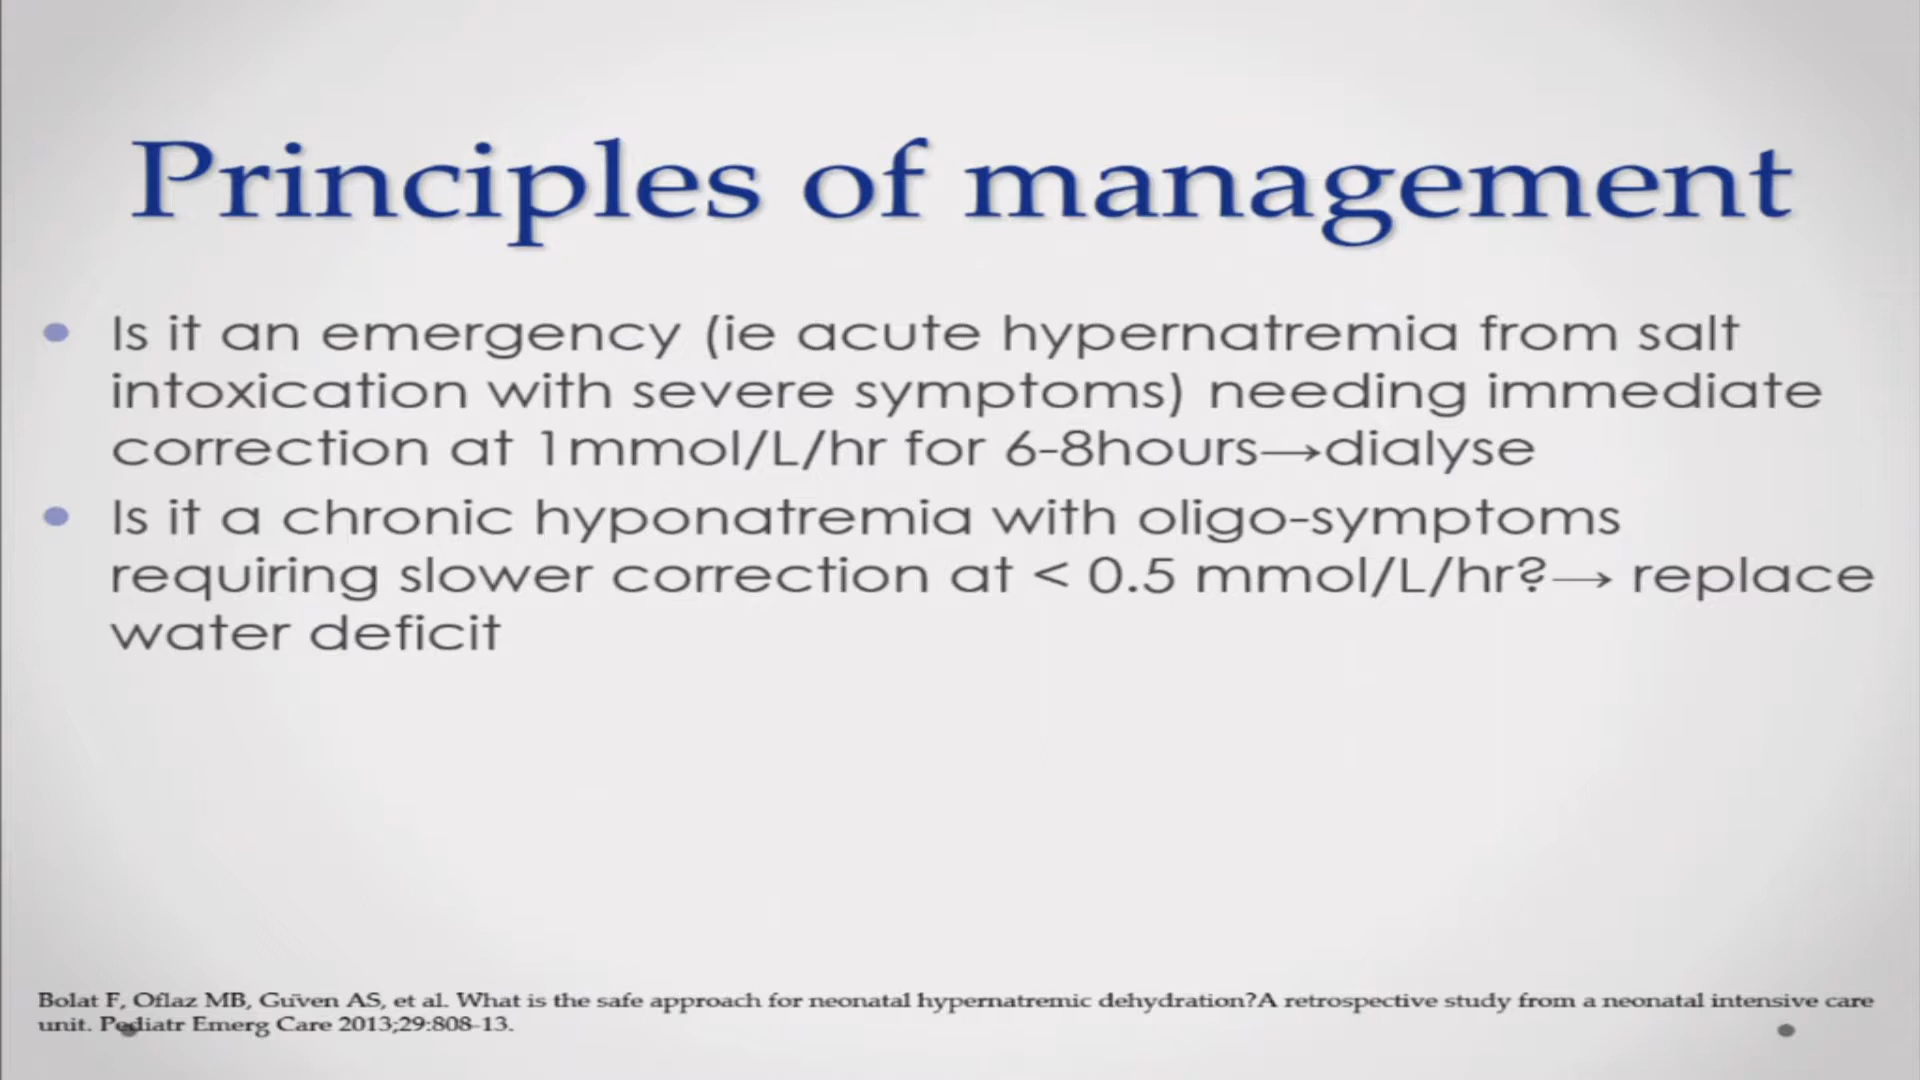 Principles of management
• Is it an emergency (ie acute hypernatremia from salt
intoxication with severe symptoms) needing immediate
correction at 1mmol/L/hr for 6-8hours→dialyse
• Is it a chronic hyponatremia with oligo-symptoms
requiring slower correction at < 0.5 mmol/L/hr?→ replace
water deficit
Bolat F, Oflaz MB, Güven AS, et al. What is the safe approach for neonatal hypernatremic dehydration?A retrospective study from a neonatal intensive care
unit. Pediatr Emerg Care 2013;29:808-13.